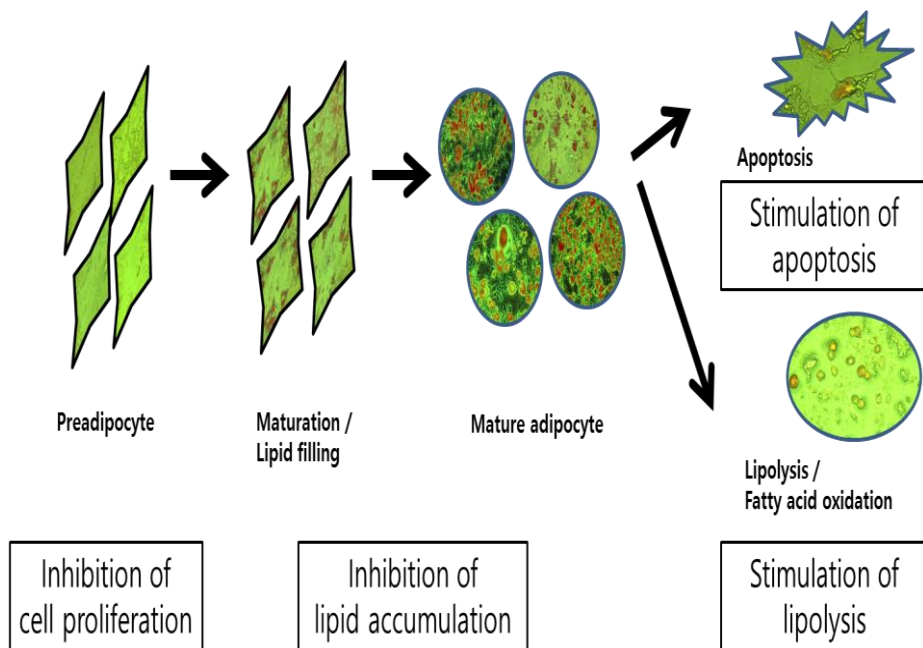 Apoptosis
Stimulation of
apoptosis
Preadipocyte
Maturation /
Lipid filling
Mature adipocyte
Lipolysis /
Fatty acid oxidation
Inhibition of
cell proliferation
Inhibition of
lipid accumulation
Stimulation of
lipolysis